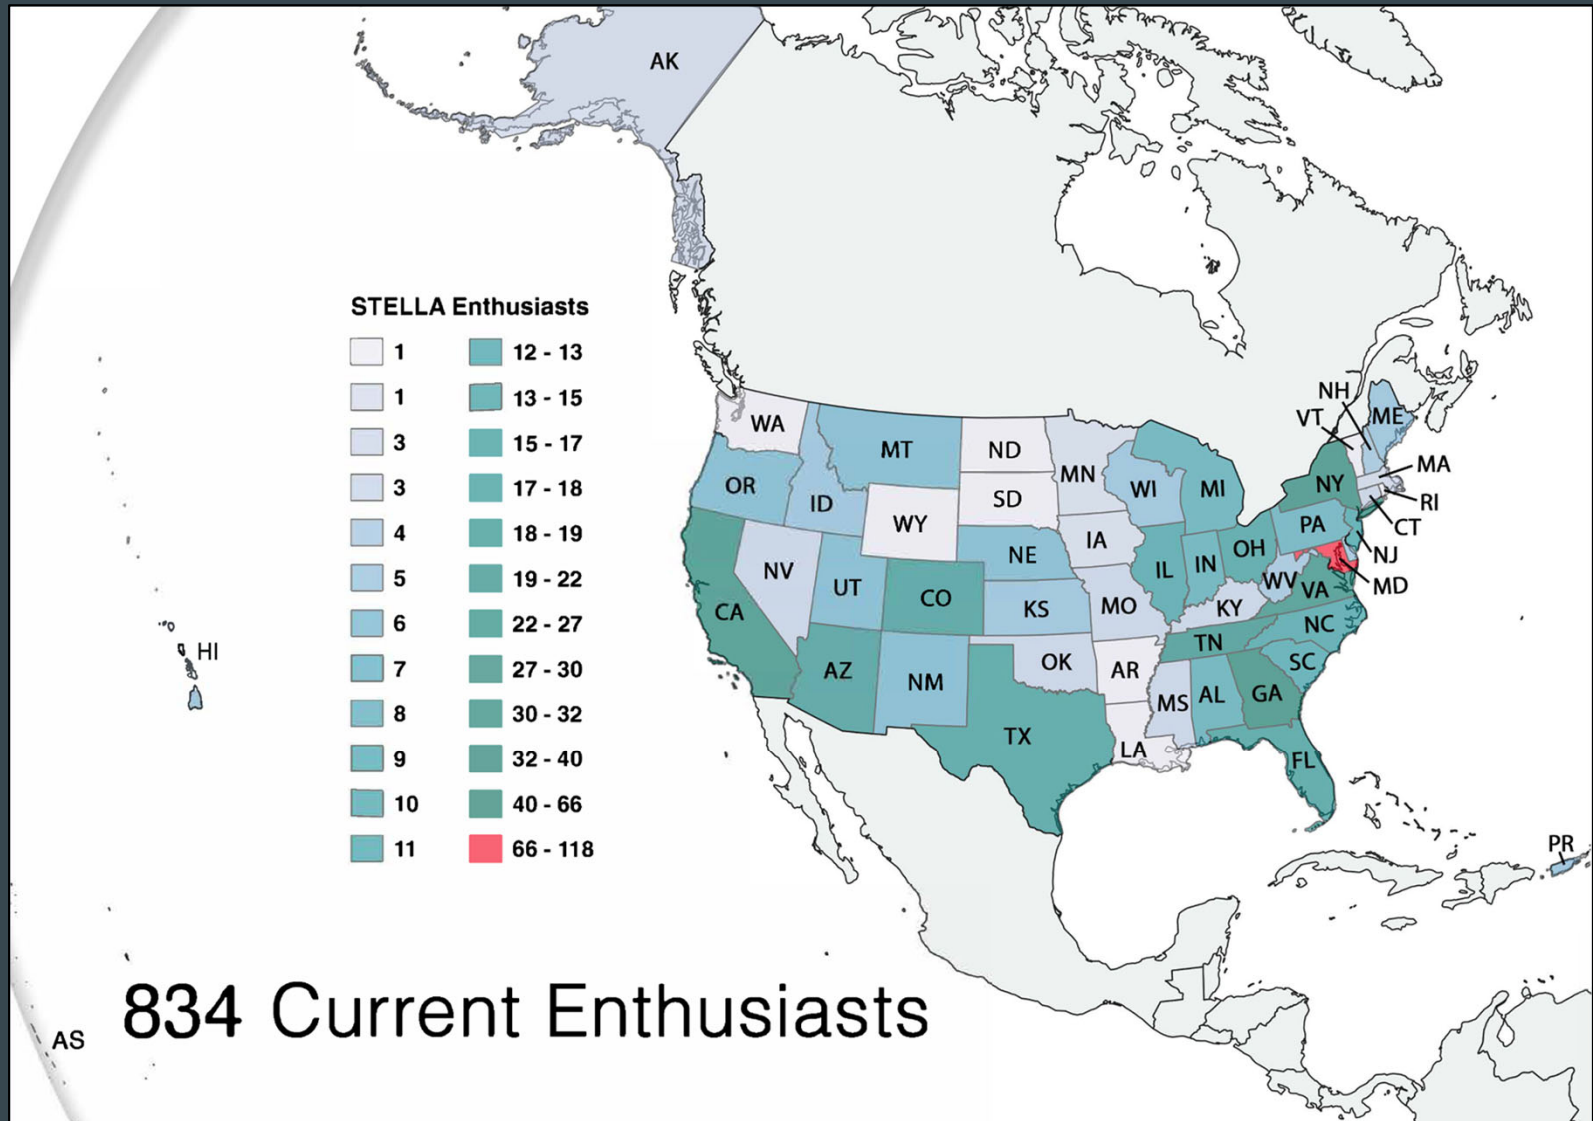 AK
STELLA Enthusiasts
1
12 - 13
1
13 - 15
3
15 - 17
3
17 - 18
4
18 - 19
5
19 - 22
6
22 - 27
7
27 - 30
8
30 - 32
9
32 - 40
10
40 - 66
11
66 - 118
NH
VT
ME
WA
MT
ND
MN
MA
OR
ID
SD
WI
MI
NY
RI
WY
PA
CT
IA
OH
NJ
NV
UT
NE
IL
IN
WV
VA
MD
CA
CO
KS
MO
KY
NC
HI
AZ
NM
OK
AR
TN
SC
MS
AL
GA
TX
LA
FL
PR
834 Current Enthusiasts
AS